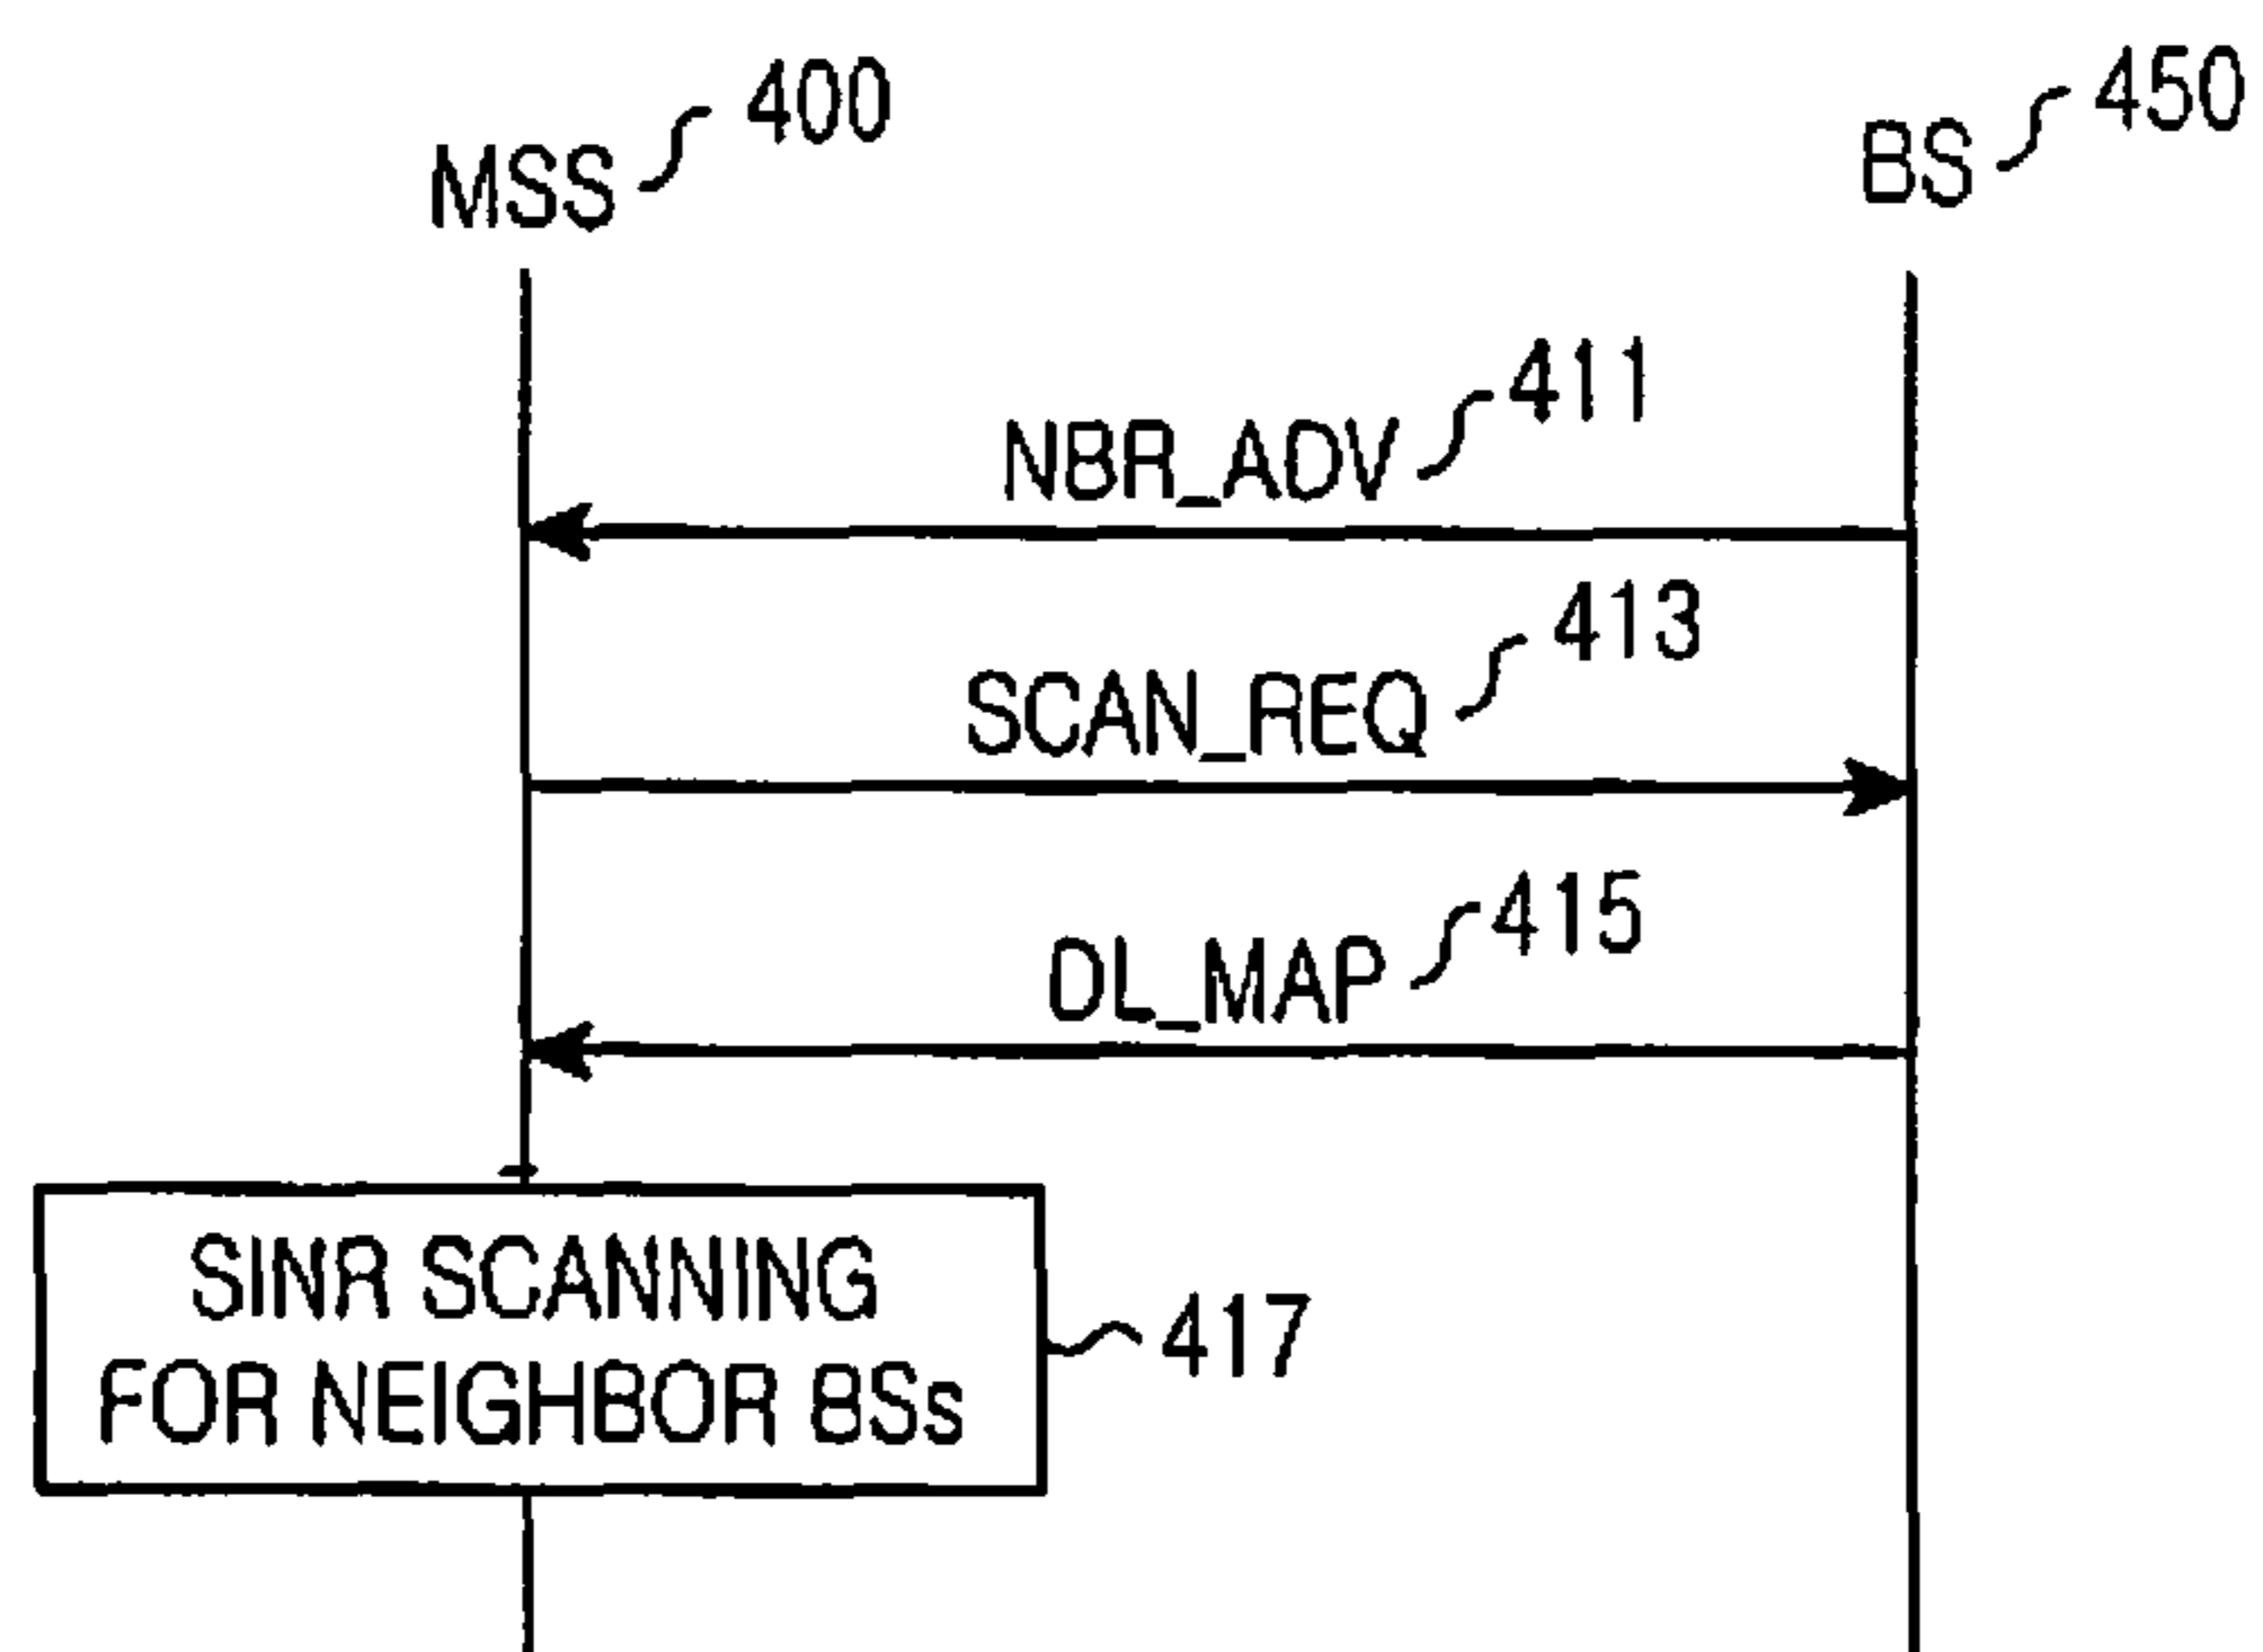 MSS 400
BS 450
NBR_ADV 411
SCAN_REQ 413
DL_MAP 415
SINR SCANNING
FOR NEIGHBOR BSs
417